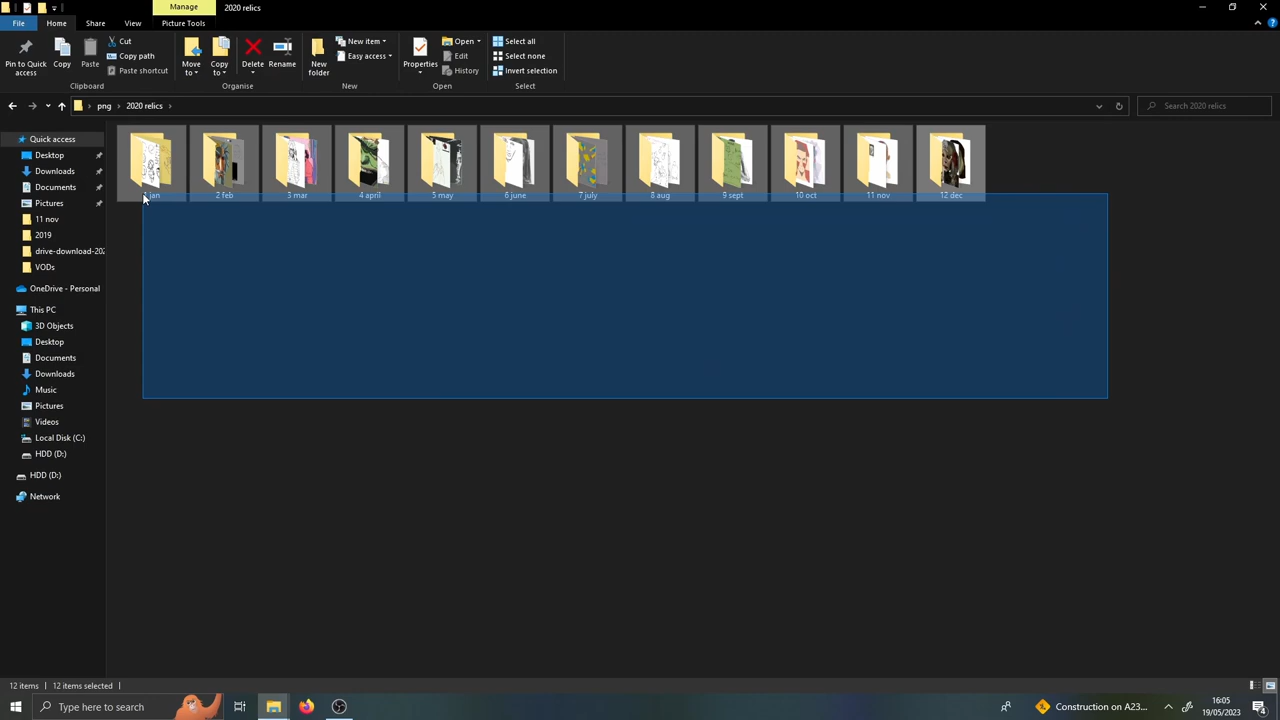 Manage
2020 relics
File
Home
Share
View
Picture Tools
Pin to Quick access
Copy
Paste
Cut
Copy path
Paste shortcut
Clipboard
Move to
Copy to
Delete
Rename
Organise
New folder
New item
Easy access
New
Properties
Open
Edit
History
Open
Select all
Select none
Invert selection
Select
png
2020 relics
Search 2020 relics
Quick access
Desktop
Downloads
Documents
Pictures
11 nov
2019
drive-download-202
VODs
OneDrive - Personal
This PC
3D Objects
Desktop
Documents
Downloads
Music
Pictures
Videos
Local Disk (C:)
HDD (D:)
HDD (D:)
Network
jan
2 feb
3 mar
4 april
5 may
6 june
7 july
8 aug
9 sept
10 oct
11 nov
12 dec
12 items
12 items selected
Type here to search
Construction on A23...
16:05
19/05/2023
4